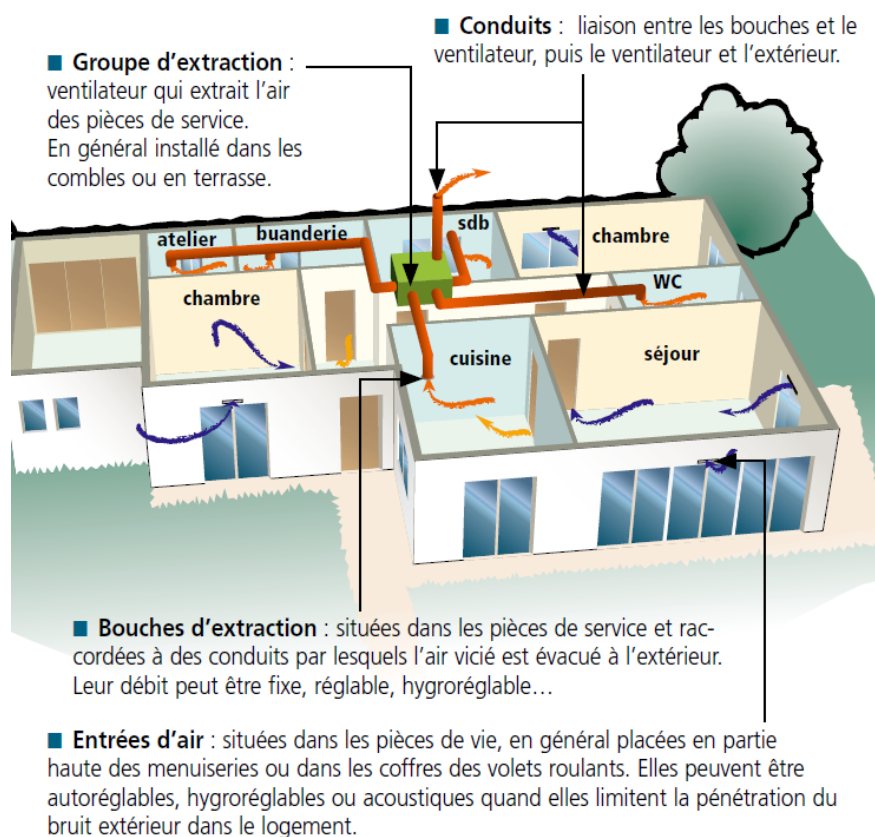 ■ Conduits : liaison entre les bouches et le
ventilateur, puis le ventilateur et l’extérieur.
■ Groupe d’extraction :
ventilateur qui extrait l’air
des pièces de service.
En général installé dans les
combles ou en terrasse.
atelier
buanderie
sdb
chambre
chambre
WC
cuisine
séjour
■ Bouches d’extraction : situées dans les pièces de service et rac-
cordées à des conduits par lesquels l’air vicié est évacué à l’extérieur.
Leur débit peut être fixe, réglable, hygroréglable…
■ Entrées d’air : situées dans les pièces de vie, en général placées en partie
haute des menuiseries ou dans les coffres des volets roulants. Elles peuvent être
autoréglables, hygroréglables ou acoustiques quand elles limitent la pénétration du
bruit extérieur dans le logement.